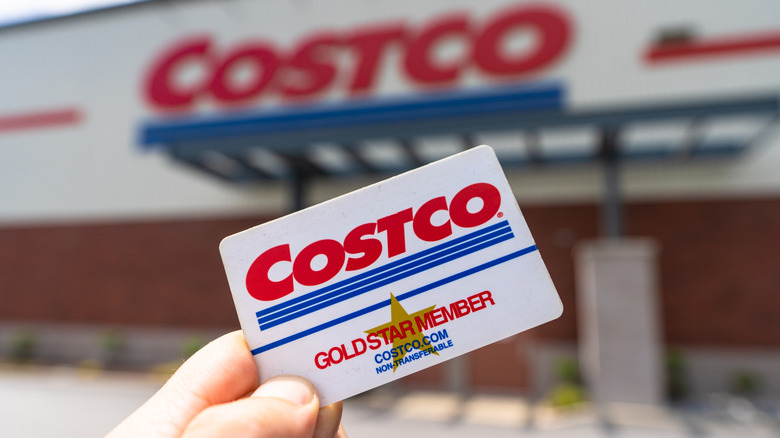 COSTCO
COSTCO®
GOLD STAR MEMBER
COSTCO.COM
NON-TRANSFERABLE